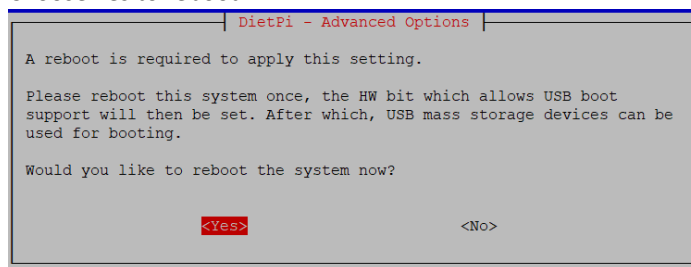 DietPi - Advanced Options
A reboot is required to apply this setting.
Please reboot this system once, the HW bit which allows USB boot
support will then be set. After which, USB mass storage devices can be
used for booting.
Would you like to reboot the system now?
<Yes> <No>